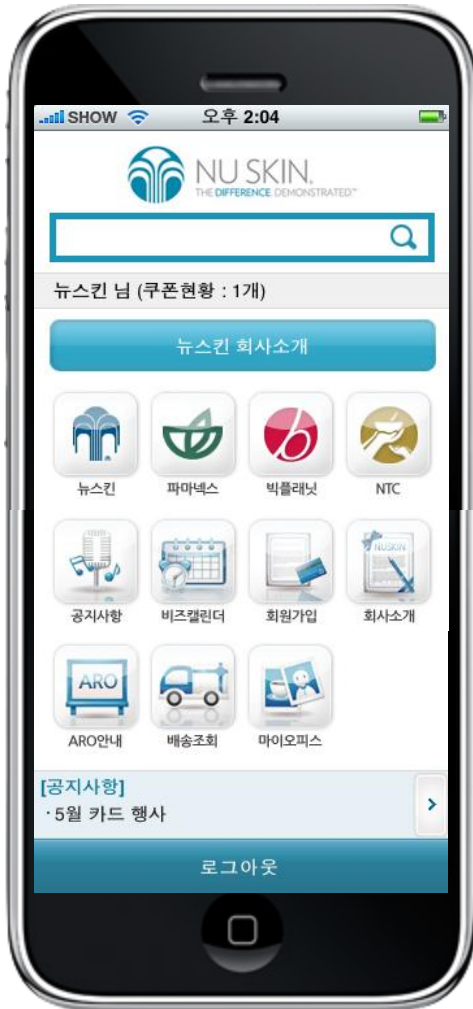 SHOW 오후 2:04
NU SKIN.
THE DIFFERENCE DEMONSTRATED.™
뉴스킨 님 (쿠폰현황 : 1개)
뉴스킨 회사소개
뉴스킨 파마넥스 빅플래닛 NTC
NUSKIN
공지사항 비즈캘린더 회원가입 회사소개
ARO
ARO안내 배송조회 마이오피스
[공지사항]
·5월 카드 행사
로그아웃